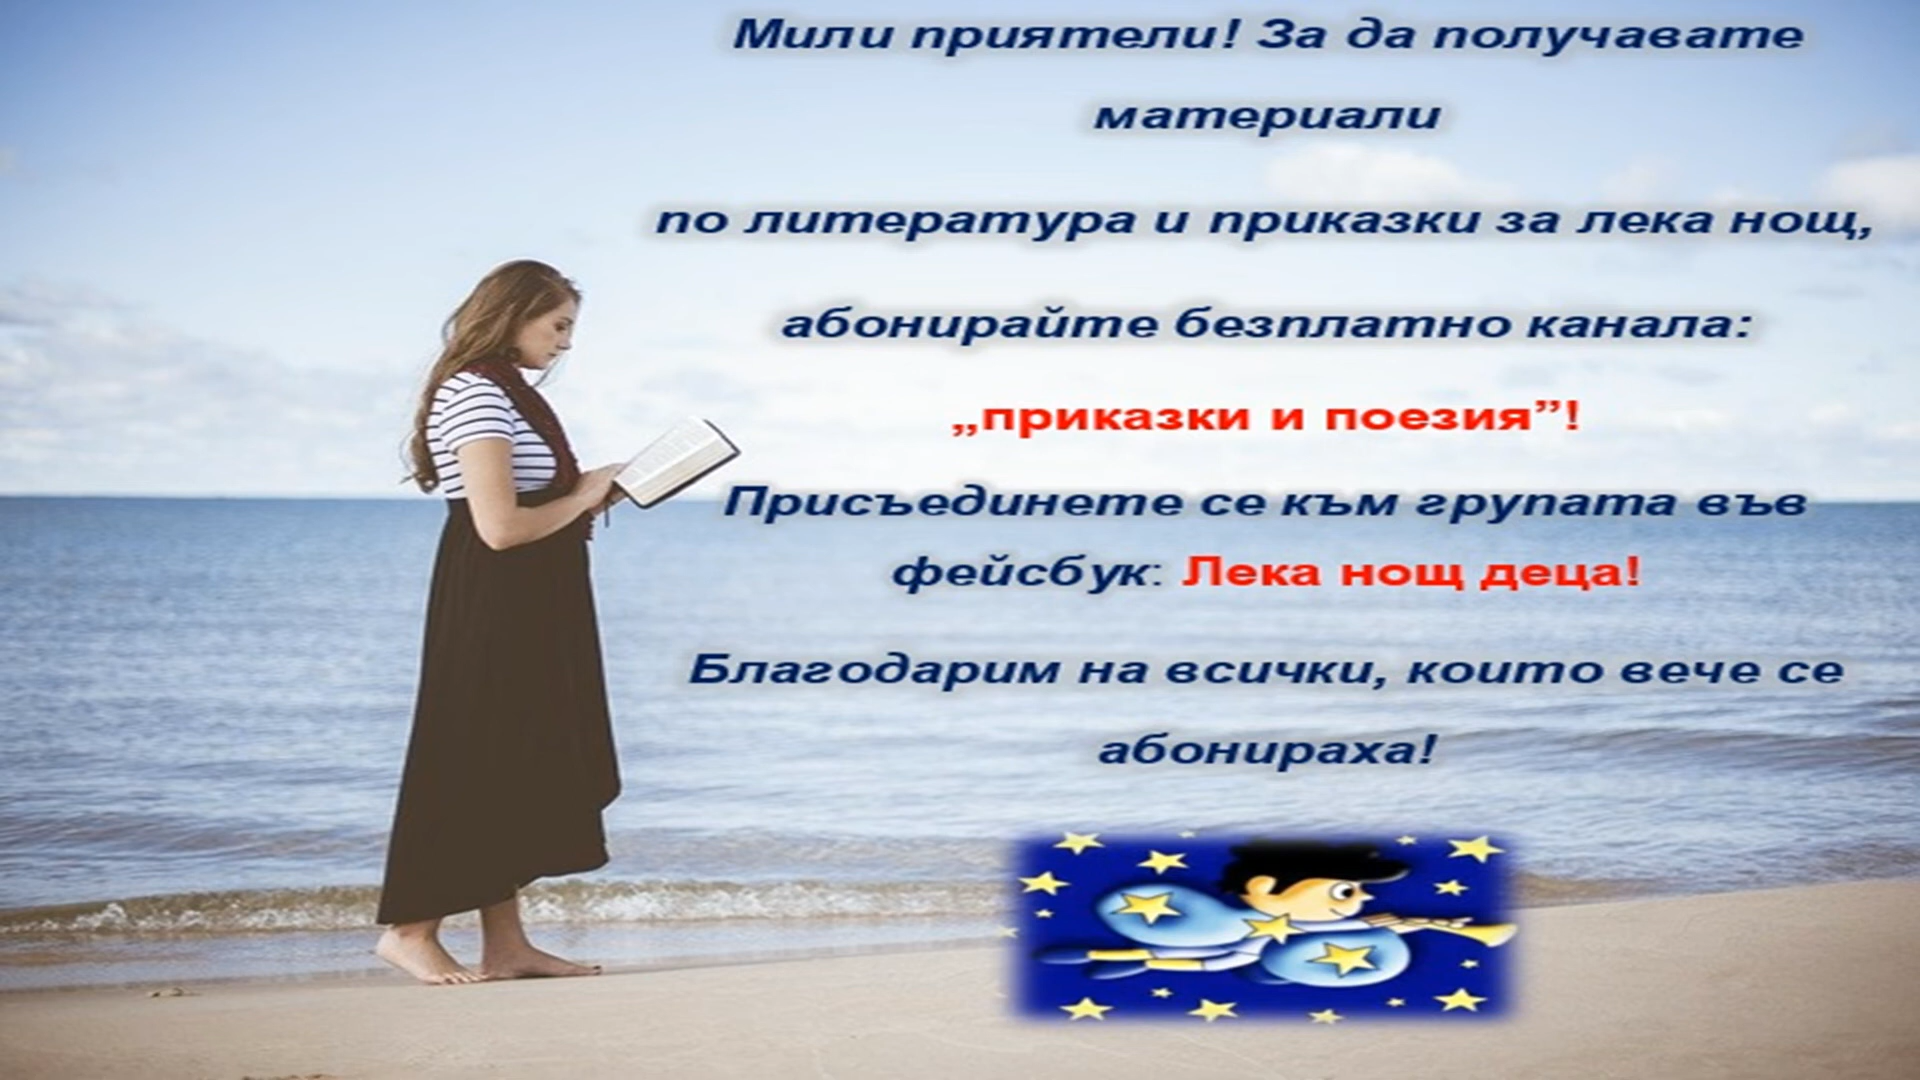 Мили приятели! За да получавате
материали
по литература и приказки за лека нощ,
абонирайте безплатно канала:
„приказки и поезия”!
Присъединете се към групата във
фейсбук: Лека нощ деца!
Благодарим на всички, които вече се
абонираха!